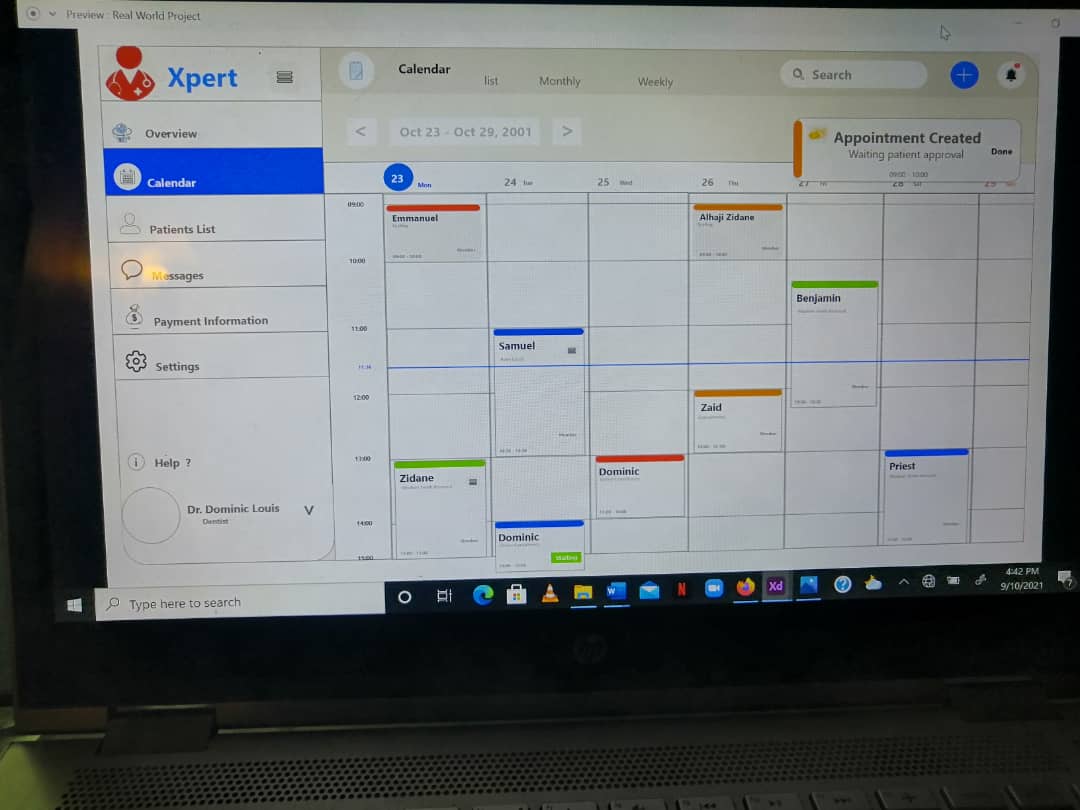 Preview : Real World Project
Xpert
Calendar
list
Monthly
Weekly
Search
Overview
Calendar
Patients List
Messages
Payment Information
Settings
Help ?
Dr. Dominic Louis
Dentist
V
< Oct 23 - Oct 29, 2001 >
Appointment Created
Waiting patient approval
Done
09:00 - 10:00
23 Mon
24 Tue
25 Wed
26 Thu
27
28
29
09:00
10:00
11:00
11:34
12:00
13:00
14:00
15:00
Emmanuel
Alhaji Zidane
Benjamin
Samuel
Zaid
Zidane
Dominic
Priest
Dominic
Waiting
Type here to search
W
N
Xd
?
4:42 PM
9/10/2021
7
hp